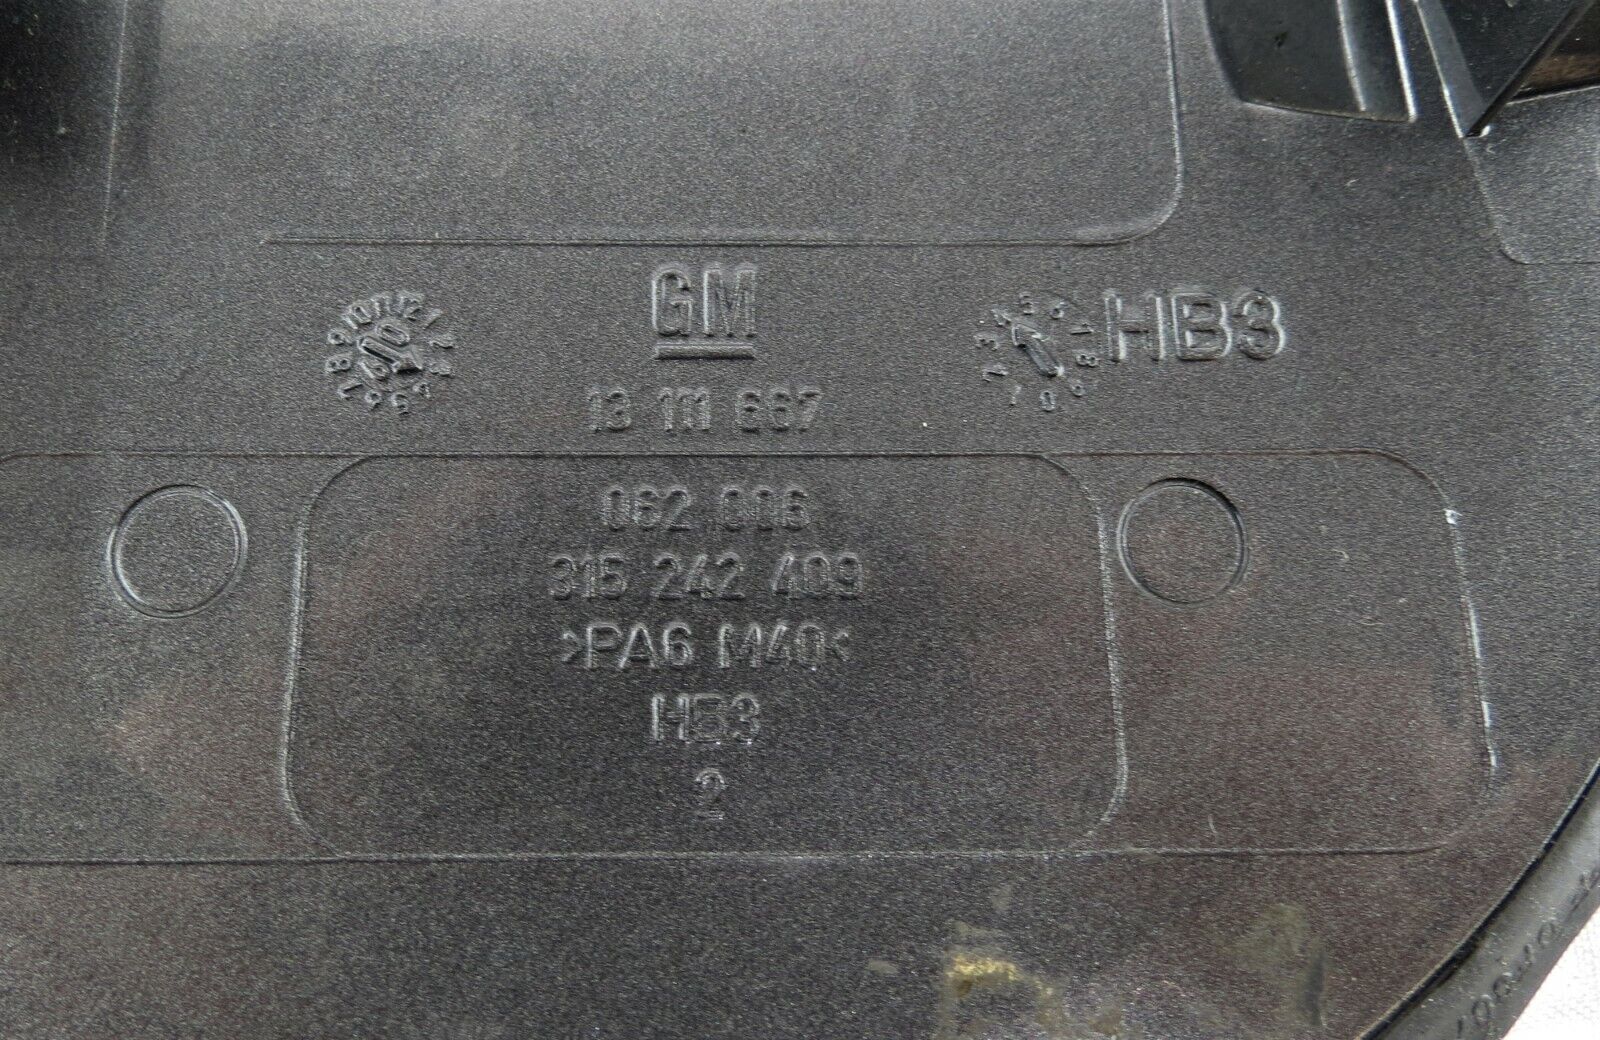 GM
HB3
13 111 667
062 006
315 242 409
>PA6 M40<
HB3
2